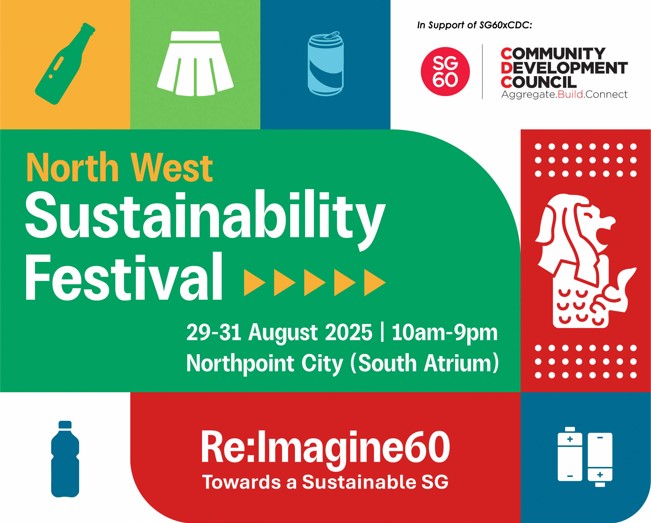 In Support of SG60xCDC:
SG
60
COMMUNITY
DEVELOPMENT
COUNCIL
Aggregate.Build.Connect
North West
Sustainability
Festival
29-31 August 2025 | 10am-9pm
Northpoint City (South Atrium)
Re:Imagine60
Towards a Sustainable SG